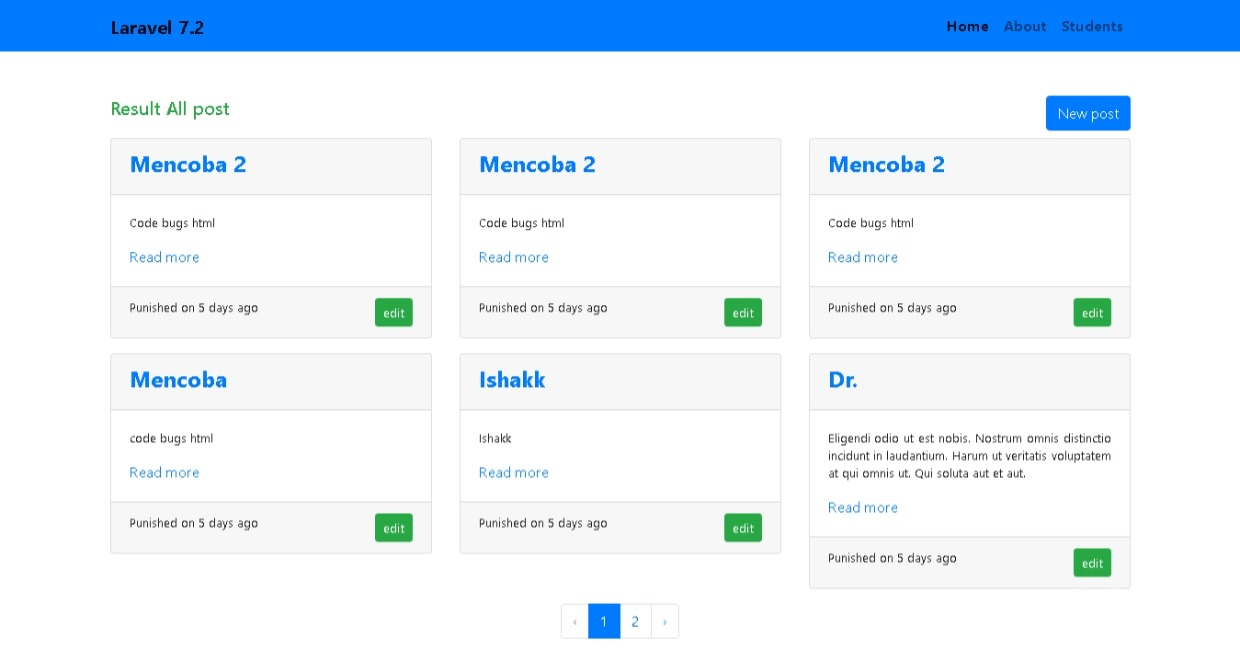 Laravel 7.2
Home About Students
Result All post
New post
Mencoba 2
Code bugs html
Read more
Punished on 5 days ago
edit
Mencoba 2
Code bugs html
Read more
Punished on 5 days ago
edit
Mencoba 2
Code bugs html
Read more
Punished on 5 days ago
edit
Mencoba
code bugs html
Read more
Punished on 5 days ago
edit
Ishakk
Ishakk
Read more
Punished on 5 days ago
edit
Dr.
Eligendi odio ut est nobis. Nostrum omnis distinctio
incidunt in laudantium. Harum ut veritatis voluptatem
at qui omnis ut. Qui soluta aut et aut.
Read more
Punished on 5 days ago
edit
‹ 1 2 ›